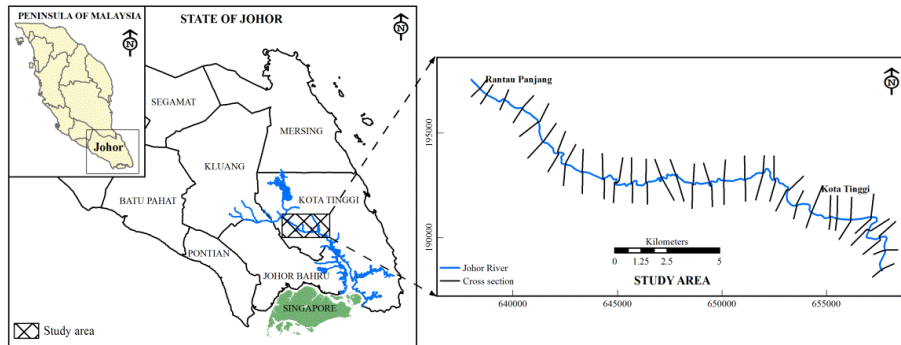 PENINSULA OF MALAYSIA
N
Johor
STATE OF JOHOR
N
SEGAMAT
MERSING
KLUANG
KOTA TINGGI
BATU PAHAT
PONTIAN
JOHOR BAHRU
SINGAPORE
Study area
N
Rantau Panjang
195000
Kota Tinggi
190000
Kilometers
0 1.25 2.5 5
Johor River
Cross section
STUDY AREA
640000 645000 650000 655000